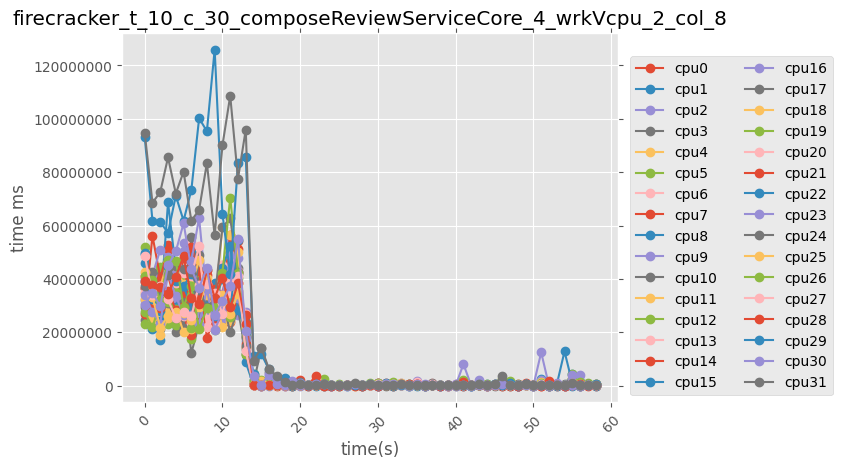 firecracker_t_10_c_30_composeReviewServiceCore_4_wrkVcpu_2_col_8
120000000
100000000
80000000
60000000
40000000
20000000
0
time ms
0
10
20
30
40
50
60
time(s)
cpu0
cpu1
cpu2
cpu3
cpu4
cpu5
cpu6
cpu7
cpu8
cpu9
cpu10
cpu11
cpu12
cpu13
cpu14
cpu15
cpu16
cpu17
cpu18
cpu19
cpu20
cpu21
cpu22
cpu23
cpu24
cpu25
cpu26
cpu27
cpu28
cpu29
cpu30
cpu31